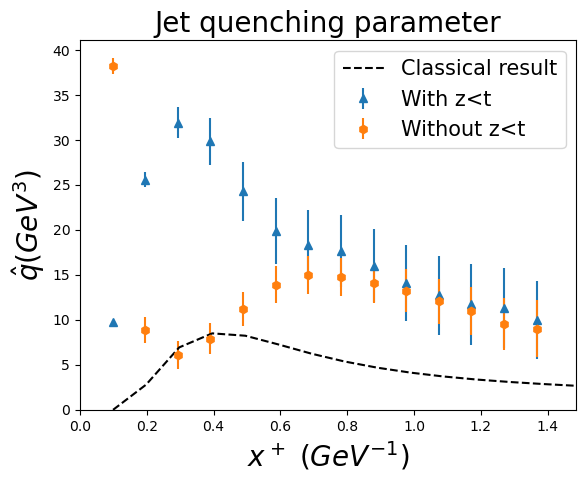 Jet quenching parameter
Classical result
With z<t
Without z<t
40
35
30
25
20
15
10
5
0
q̂(GeV³)
0.0 0.2 0.4 0.6 0.8 1.0 1.2 1.4
x⁺ (GeV⁻¹)